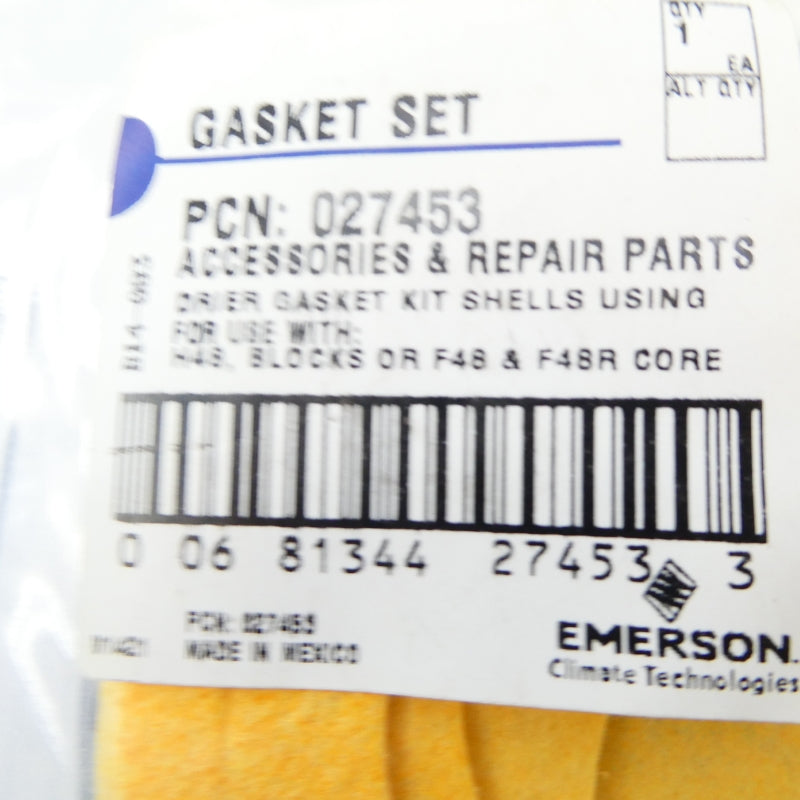 QTY
1
EA
ALT QTY
GASKET SET
PCN: 027453
ACCESSORIES & REPAIR PARTS
DRIER GASKET KIT SHELLS USING
FOR USE WITH:
H48, BLOCKS OR F48 & F48R CORE
0 06 81344 27453 3
PCN: 027453
MADE IN MEXICO
EMERSON.
Climate Technologies